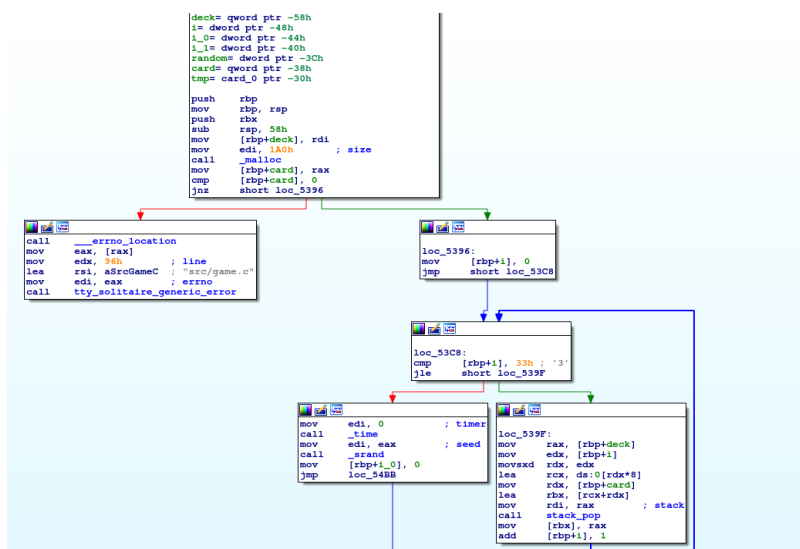 deck= qword ptr -58h
i= dword ptr -48h
i_0= dword ptr -44h
i_1= dword ptr -40h
random= dword ptr -3Ch
card= qword ptr -38h
tmp= card_0 ptr -30h
push rbp
mov rbp, rsp
push rbx
sub rsp, 58h
mov [rbp+deck], rdi
mov edi, 1A0h ; size
call _malloc
mov [rbp+card], rax
cmp [rbp+card], 0
jnz short loc_5396
call ___errno_location
mov eax, [rax]
mov edx, 96h ; line
lea rsi, aSrcGameC ; "src/game.c"
mov edi, eax ; errno
call tty_solitaire_generic_error
loc_5396:
mov [rbp+i], 0
jmp short loc_53C8
loc_53C8:
cmp [rbp+i], 33h ; '3'
jle short loc_539F
mov edi, 0 ; timer
call _time
mov edi, eax ; seed
call _srand
mov [rbp+i_0], 0
jmp loc_54BB
loc_539F:
mov rax, [rbp+deck]
mov edx, [rbp+i]
movsxd rdx, edx
lea rcx, ds:0[rdx*8]
mov rdx, [rbp+card]
lea rbx, [rcx+rdx]
mov rdi, rax ; stack
call stack_pop
mov [rbx], rax
add [rbp+i], 1